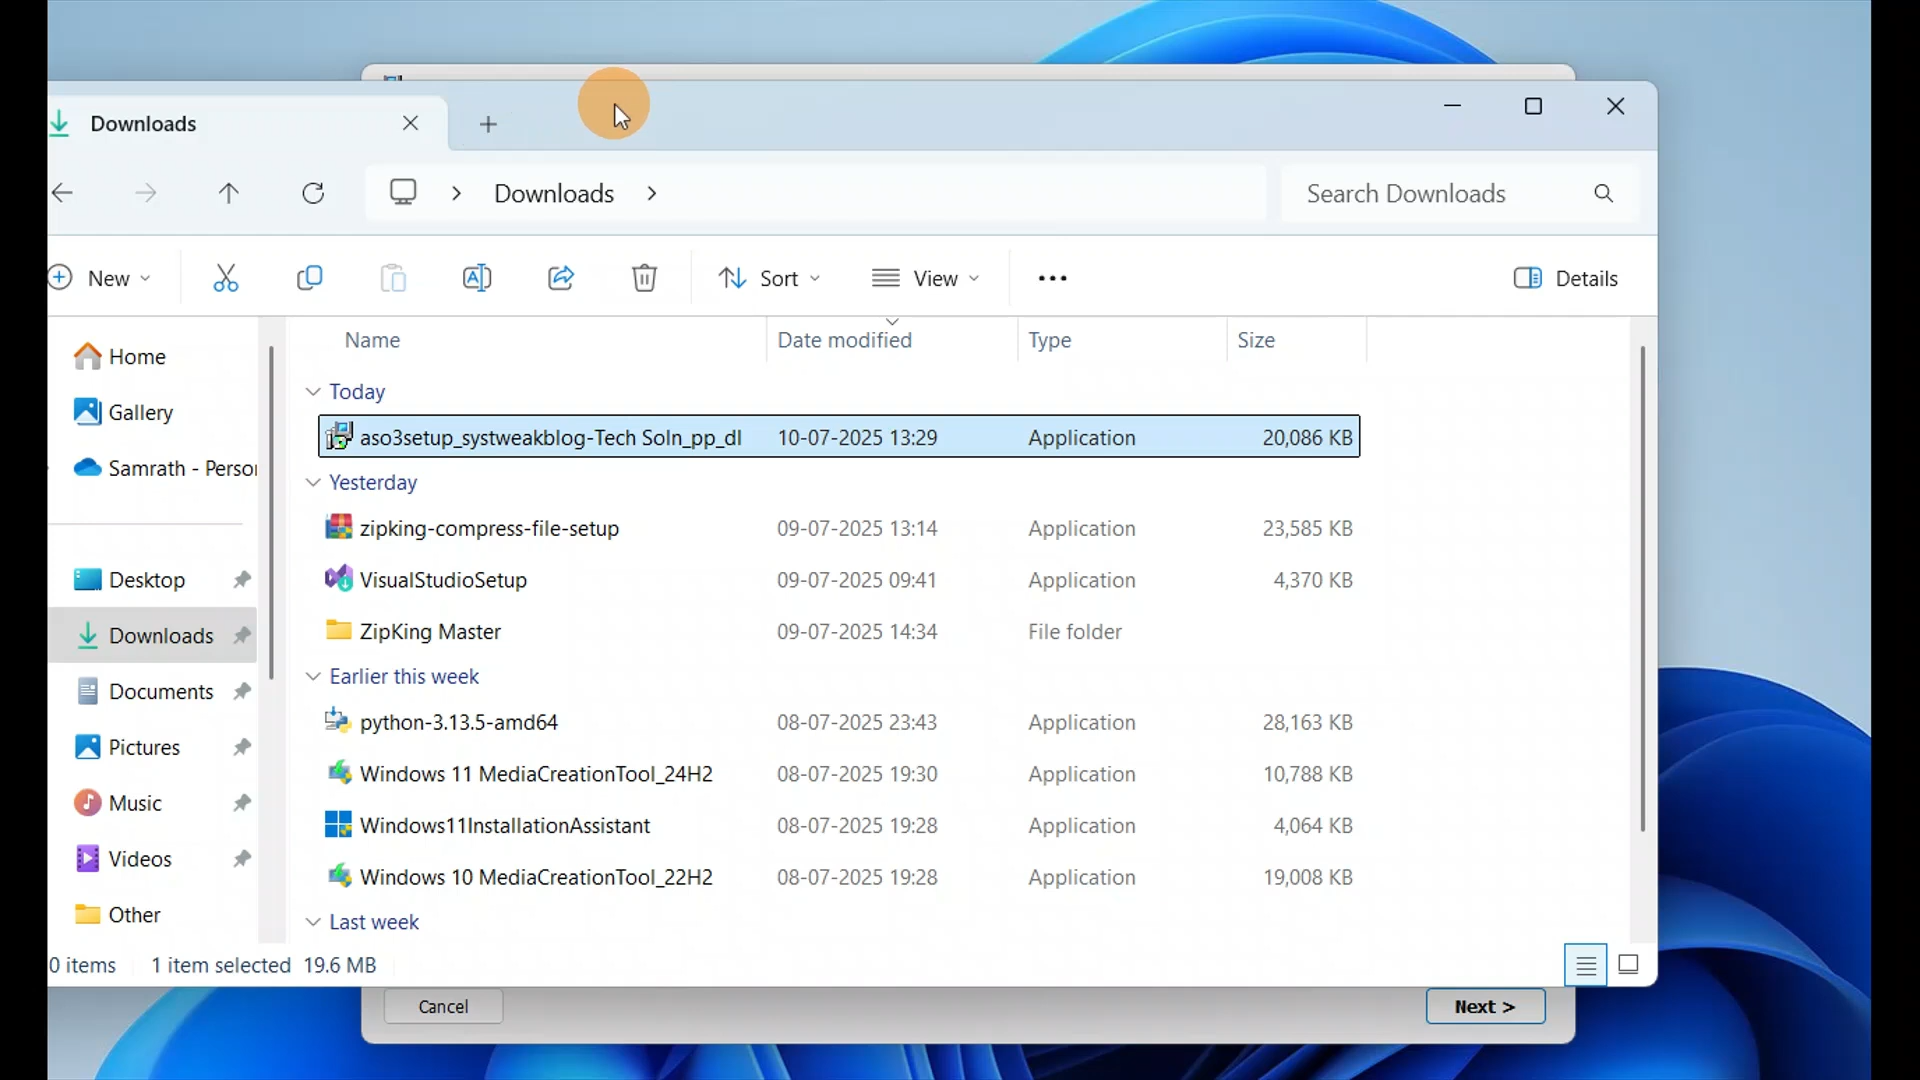 Downloads
Downloads
Search Downloads
New
Sort
View
Details
Name Date modified Type Size
Home
Gallery
Samrath - Person
Desktop
Downloads
Documents
Pictures
Music
Videos
Other
Today
aso3setup_systweakblog-Tech Soln_pp_dl 10-07-2025 13:29 Application 20,086 KB
Yesterday
zipking-compress-file-setup 09-07-2025 13:14 Application 23,585 KB
VisualStudioSetup 09-07-2025 09:41 Application 4,370 KB
ZipKing Master 09-07-2025 14:34 File folder
Earlier this week
python-3.13.5-amd64 08-07-2025 23:43 Application 28,163 KB
Windows 11 MediaCreationTool_24H2 08-07-2025 19:30 Application 10,788 KB
Windows11InstallationAssistant 08-07-2025 19:28 Application 4,064 KB
Windows 10 MediaCreationTool_22H2 08-07-2025 19:28 Application 19,008 KB
Last week
0 items 1 item selected 19.6 MB
Cancel Next >